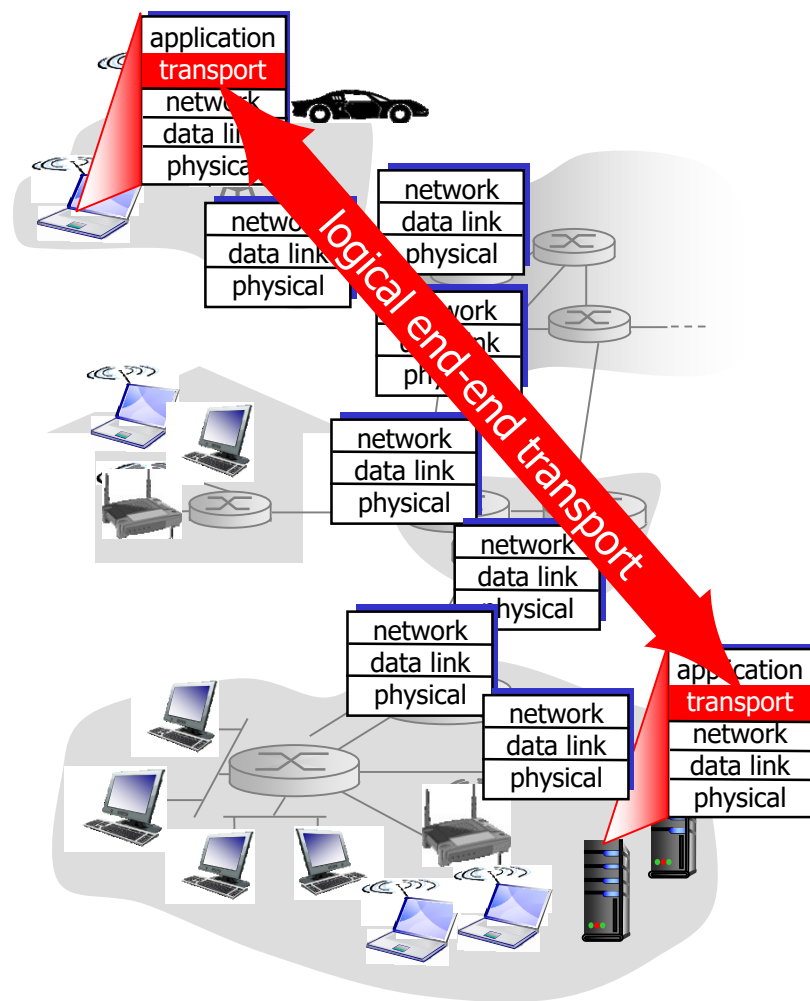 application
transport
network
data link
physical
network
data link
physical
network
data link
physical
network
data link
physical
logical end-end transport
network
data link
physical
network
data link
physical
network
data link
physical
network
data link
physical
application
transport
network
data link
physical